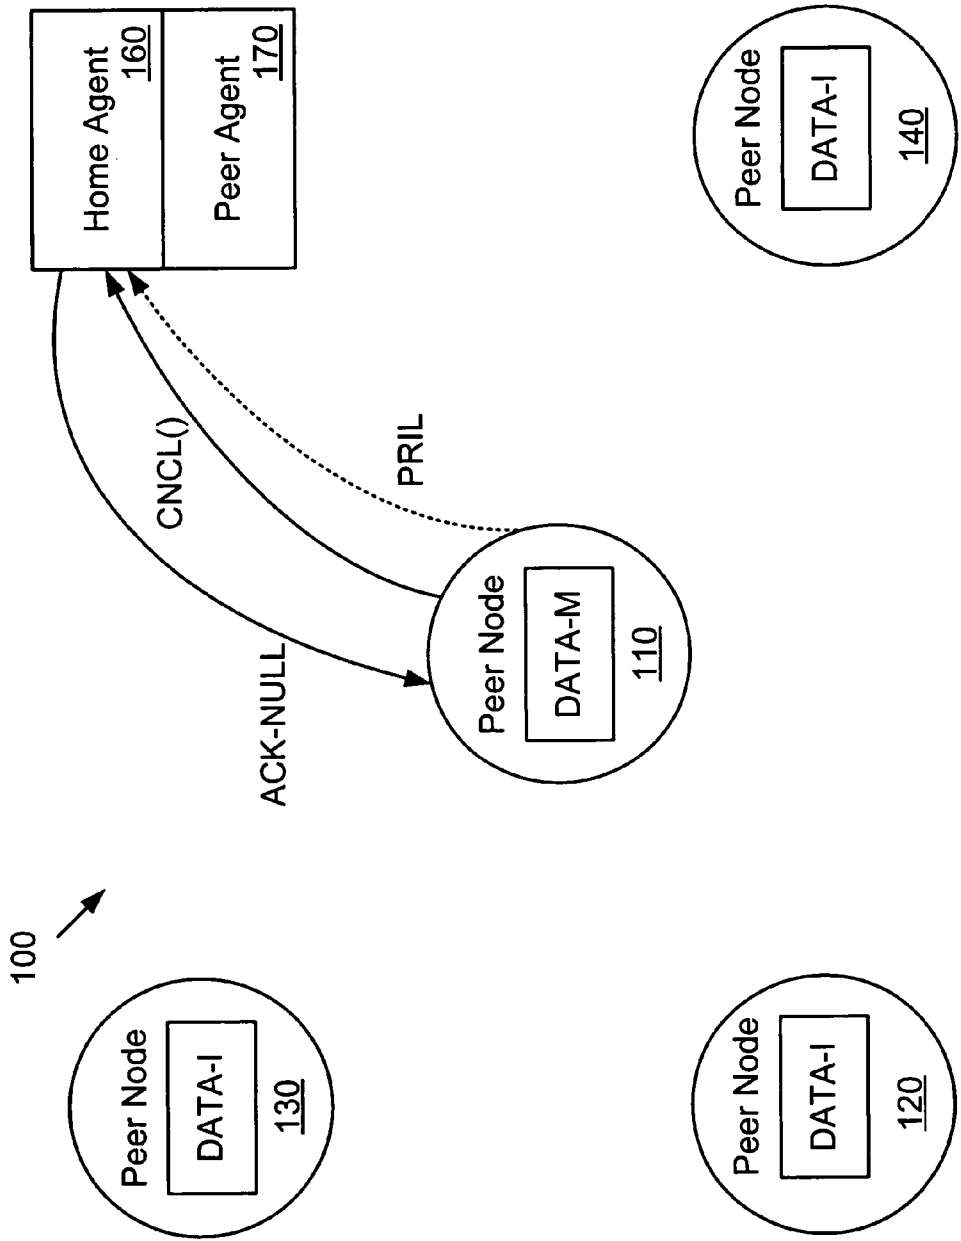 100
Peer Node
DATA-I
130
Peer Node
DATA-I
120
ACK-NULL
CNCL()
PRIL
Peer Node
DATA-M
110
Home Agent
160
Peer Agent
170
Peer Node
DATA-I
140